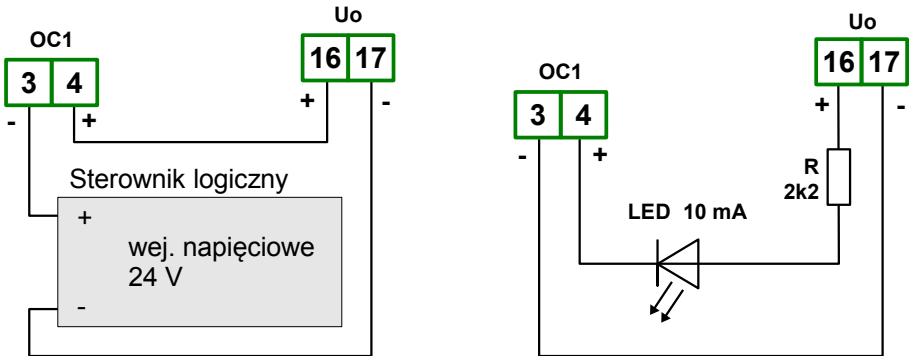 OC1
3 4
- +
Uo
16 17
+ -
Sterownik logiczny
+
wej. napięciowe
24 V
-
OC1
3 4
- +
Uo
16 17
+ -
R
2k2
LED 10 mA